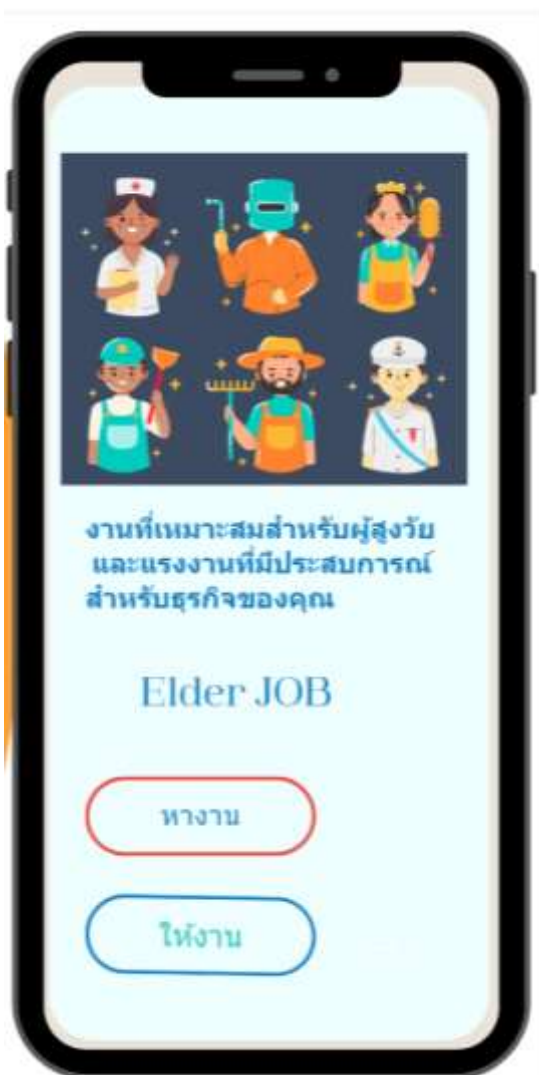 งานที่เหมาะสมสำหรับผู้สูงวัย
และแรงงานที่มีประสบการณ์
สำหรับธุรกิจของคุณ
Elder JOB
หางาน
ให้งาน